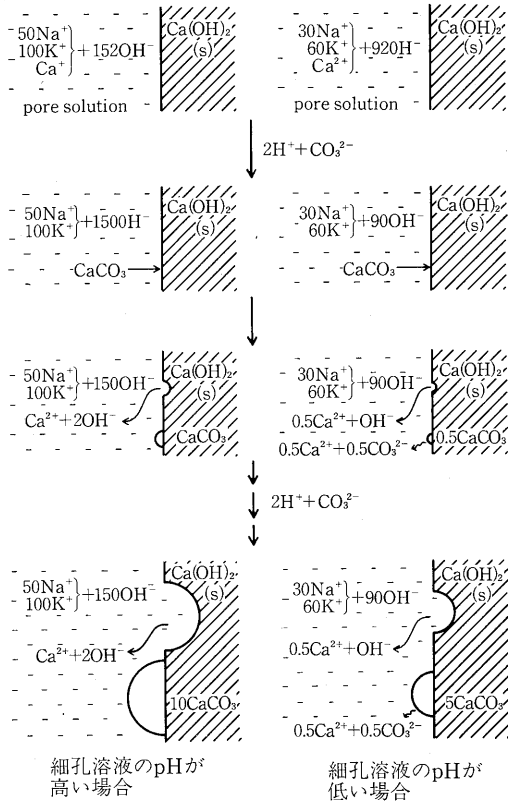 50Na⁺
100K⁺
Ca⁺
}+152OH⁻
Ca(OH)₂
(s)
pore solution
30Na⁺
60K⁺
Ca²⁺
}+920H⁻
Ca(OH)₂
(s)
pore solution
2H⁺+CO₃²⁻
50Na⁺
100K⁺
}+1500H⁻
Ca(OH)₂
(s)
CaCO₃
30Na⁺
60K⁺
}+90OH⁻
Ca(OH)₂
(s)
CaCO₃
50Na⁺
100K⁺
}+150OH⁻
Ca(OH)₂
(s)
Ca²⁺+2OH⁻
CaCO₃
30Na⁺
60K⁺
}+90OH⁻
Ca(OH)₂
(s)
0.5Ca²⁺+OH⁻
0.5CaCO₃
0.5Ca²⁺+0.5CO₃²⁻
2H⁺+CO₃²⁻
50Na⁺
100K⁺
}+150OH⁻
Ca(OH)₂
(s)
Ca²⁺+2OH⁻
10CaCO₃
30Na⁺
60K⁺
}+90OH⁻
Ca(OH)₂
(s)
0.5Ca²⁺+OH⁻
5CaCO₃
0.5Ca²⁺+0.5CO₃²⁻
細孔溶液のpHが
高い場合
細孔溶液のpHが
低い場合